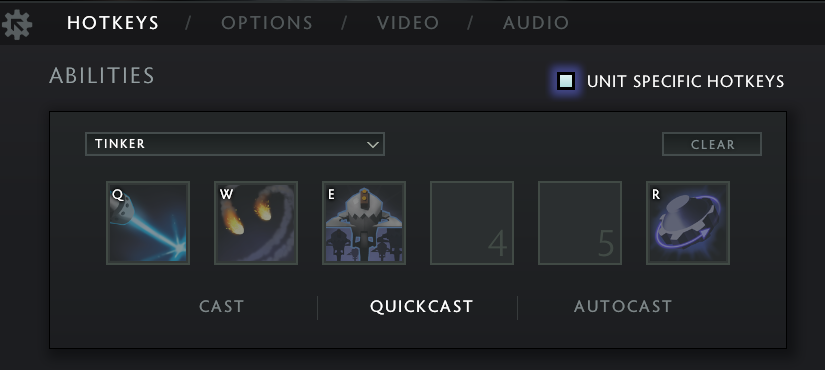 HOTKEYS / OPTIONS / VIDEO / AUDIO
ABILITIES
UNIT SPECIFIC HOTKEYS
TINKER
CLEAR
Q W E 4 5 R
CAST QUICKCAST AUTOCAST